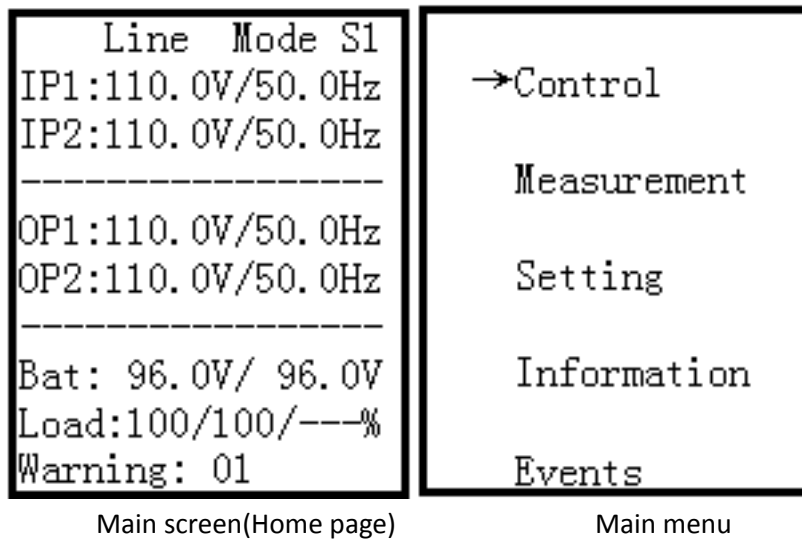 Line Mode S1
IP1:110.0V/50.0Hz
IP2:110.0V/50.0Hz
------------------
OP1:110.0V/50.0Hz
OP2:110.0V/50.0Hz
------------------
Bat: 96.0V/ 96.0V
Load:100/100/---%
Warning: 01
Main screen(Home page)
→Control
Measurement
Setting
Information
Events
Main menu